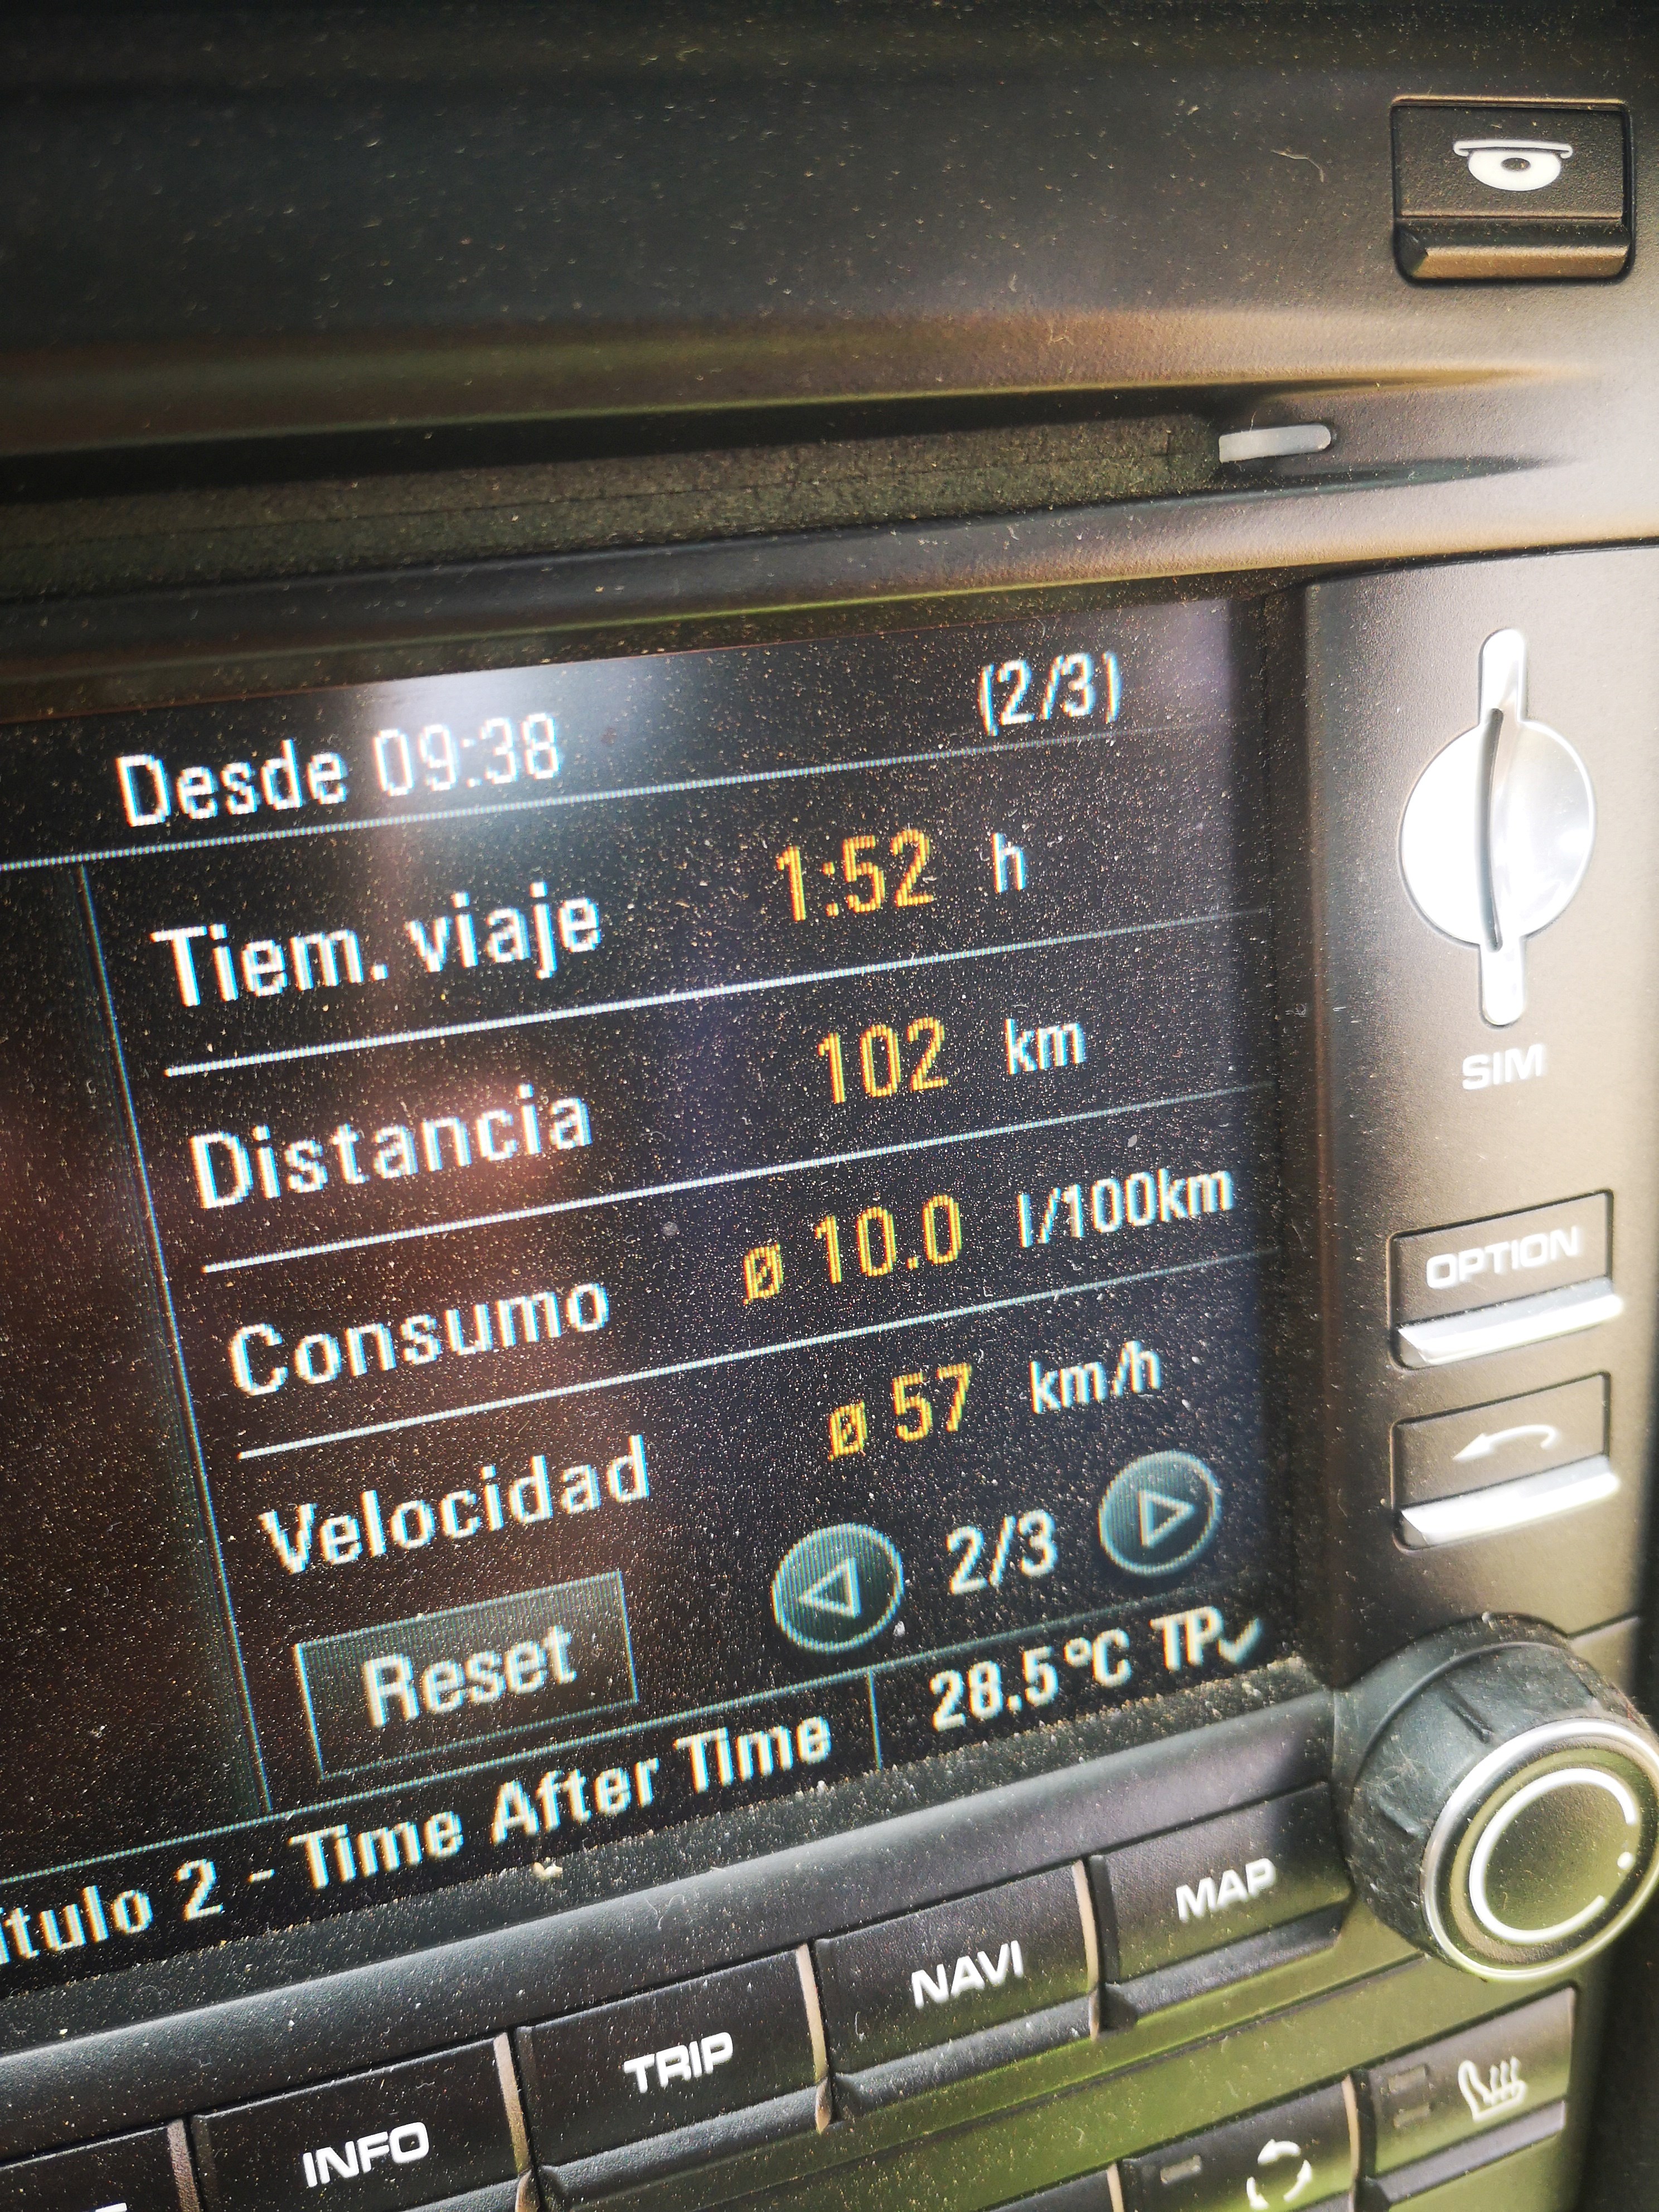 Desde 09:38 (2/3)
Tiem. viaje 1:52 h
Distancia 102 km
SIM
Consumo ø 10.0 l/100km
OPTION
Velocidad ø 57 km/h
Reset 2/3
ítulo 2 - Time After Time 28.5°C TP✓
MAP
NAVI
TRIP
INFO